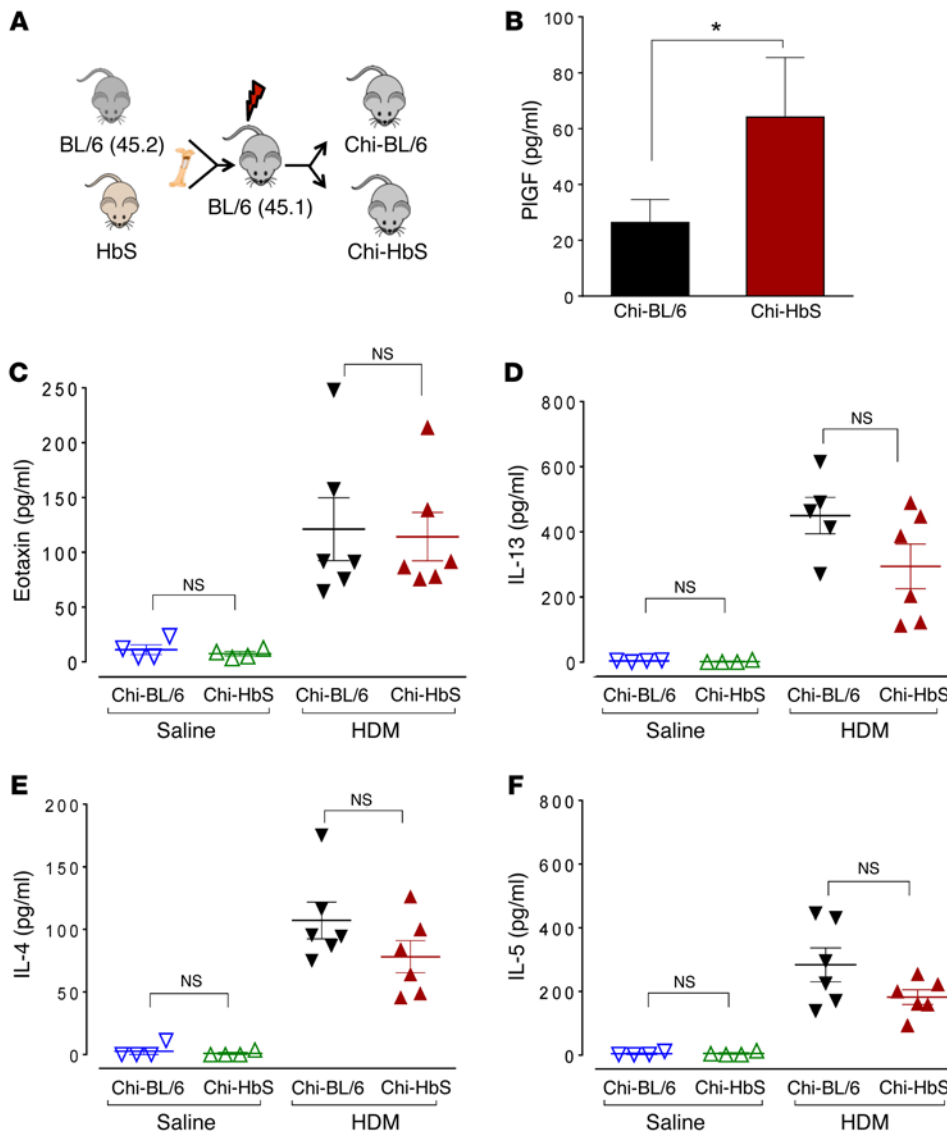 A
BL/6 (45.2)
HbS
BL/6 (45.1)
Chi-BL/6
Chi-HbS
B
PlGF (pg/ml)
100
80
60
40
20
0
*
Chi-BL/6 Chi-HbS
C
Eotaxin (pg/ml)
250
200
150
100
50
0
NS
NS
Chi-BL/6 Chi-HbS Chi-BL/6 Chi-HbS
Saline HDM
D
IL-13 (pg/ml)
800
600
400
200
0
NS
NS
Chi-BL/6 Chi-HbS Chi-BL/6 Chi-HbS
Saline HDM
E
IL-4 (pg/ml)
200
150
100
50
0
NS
NS
Chi-BL/6 Chi-HbS Chi-BL/6 Chi-HbS
Saline HDM
F
IL-5 (pg/ml)
800
600
400
200
0
NS
NS
Chi-BL/6 Chi-HbS Chi-BL/6 Chi-HbS
Saline HDM